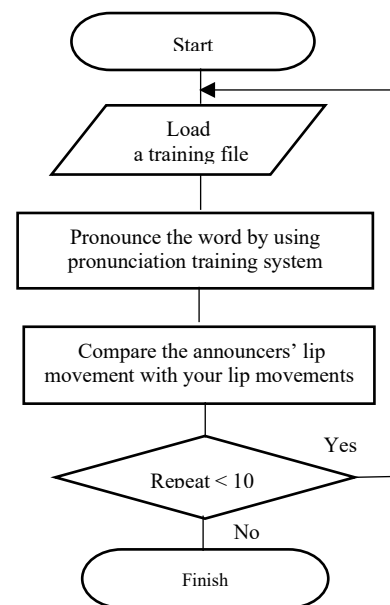 Start
Load
a training file
Pronounce the word by using
pronunciation training system
Compare the announcers’ lip
movement with your lip movements
Yes
Repeat < 10
No
Finish